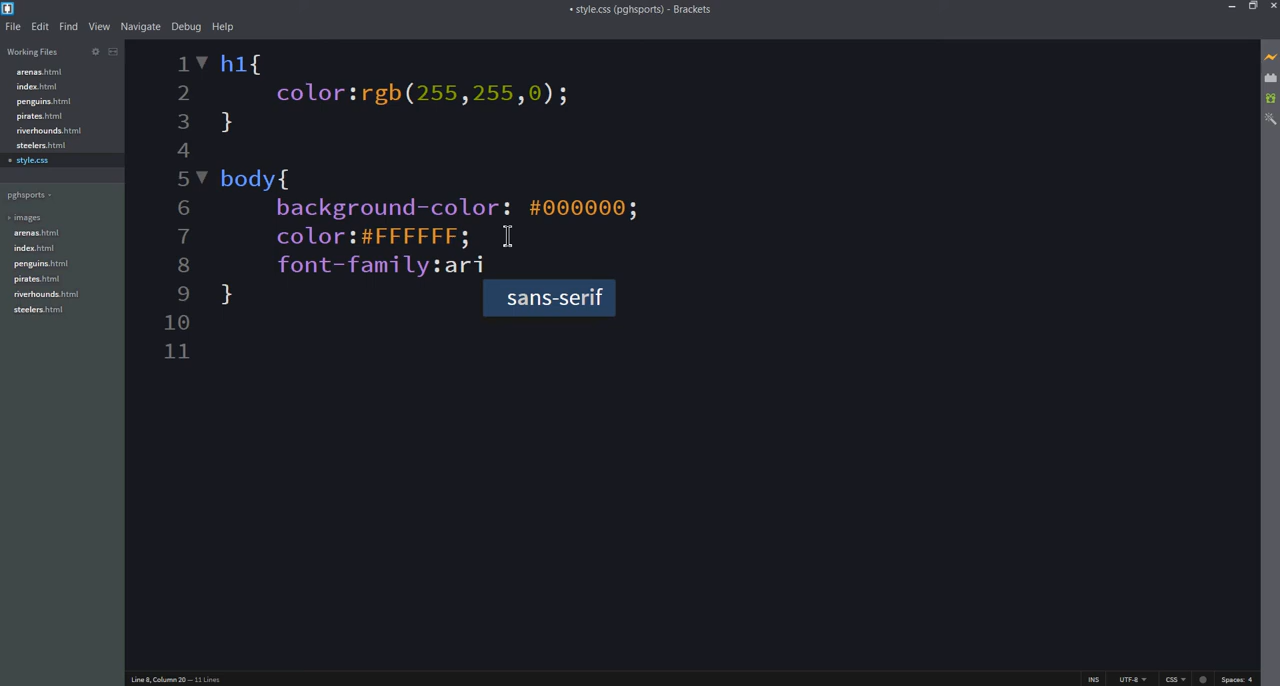 • style.css (pghsports) - Brackets
File Edit Find View Navigate Debug Help
Working Files
arenas.html
index.html
penguins.html
pirates.html
riverhounds.html
steelers.html
• style.css
pghsports
images
arenas.html
index.html
penguins.html
pirates.html
riverhounds.html
steelers.html
1 h1{
2 color:rgb(255,255,0);
3 }
4
5 body{
6 background-color: #000000;
7 color:#FFFFFF;
8 font-family:ari
9 }
sans-serif
10
11
Line 8, Column 20 — 11 Lines
INS UTF-8 CSS Spaces: 4